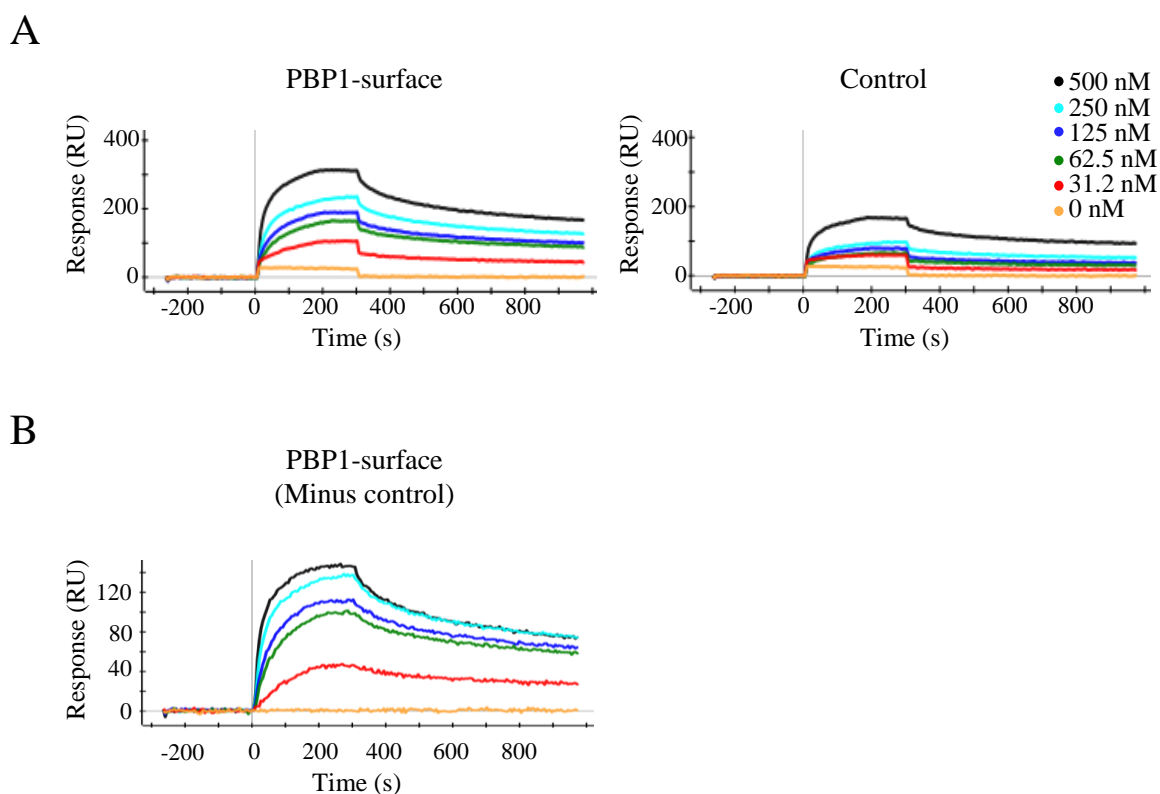 A
PBP1-surface
Response (RU)
400
200
0
-200 0 200 400 600 800
Time (s)
Control
Response (RU)
400
200
0
-200 0 200 400 600 800
Time (s)
500 nM
250 nM
125 nM
62.5 nM
31.2 nM
0 nM
B
PBP1-surface
(Minus control)
Response (RU)
120
80
40
0
-200 0 200 400 600 800
Time (s)